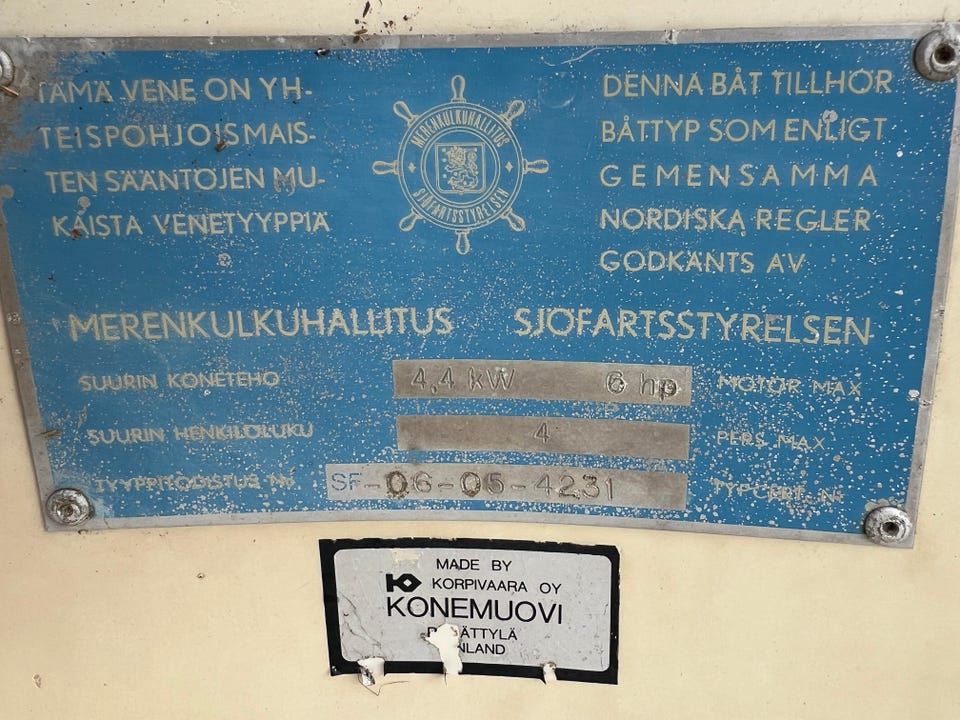 TÄMÄ VENE ON YH-
TEISPOHJOISMAIS-
TEN SÄÄNTÖJEN MU-
KAISTA VENETYYPPIÄ
MERENKULKUHALLITUS
SJÖFARTSSTYRELSEN
DENNA BÅT TILLHÖR
BÅTTYP SOM ENLIGT
GEMENSAMMA
NORDISKA REGLER
GODKÄNTS AV
MERENKULKUHALLITUS SJÖFARTSSTYRELSEN
SUURIN KONETEHO 4,4 kW 6 hp MOTOR MAX
SUURIN HENKILÖLUKU 4 PERS. MAX
TYYPPITODISTUS Nr SF-06-05-4231 TYPCERT. Nr
MADE BY
KORPIVAARA OY
KONEMUOVI